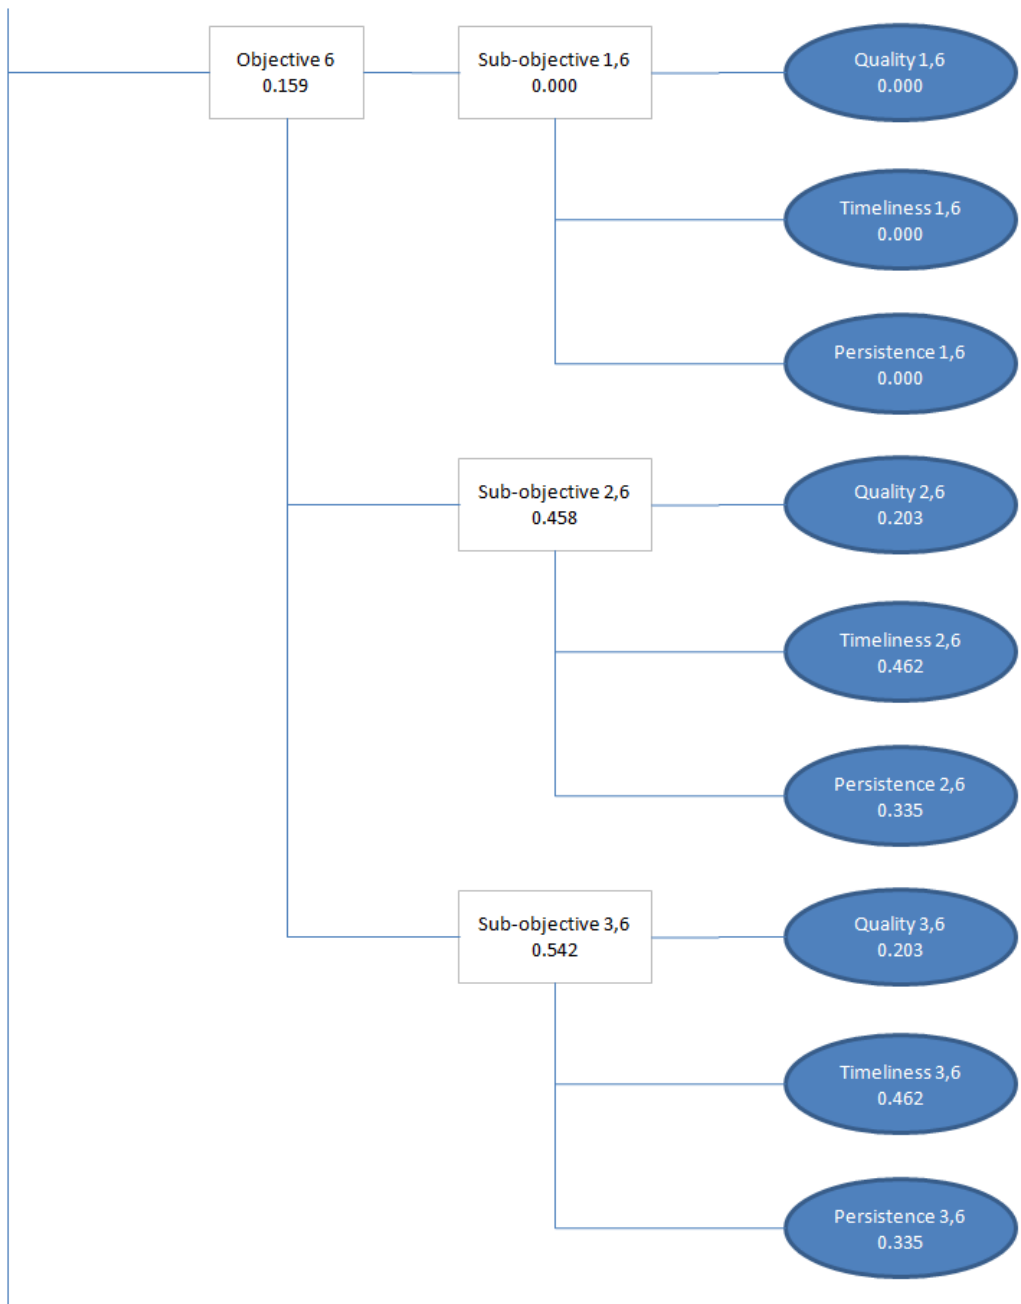 Objective 6
0.159
Sub-objective 1,6
0.000
Quality 1,6
0.000
Timeliness 1,6
0.000
Persistence 1,6
0.000
Sub-objective 2,6
0.458
Quality 2,6
0.203
Timeliness 2,6
0.462
Persistence 2,6
0.335
Sub-objective 3,6
0.542
Quality 3,6
0.203
Timeliness 3,6
0.462
Persistence 3,6
0.335